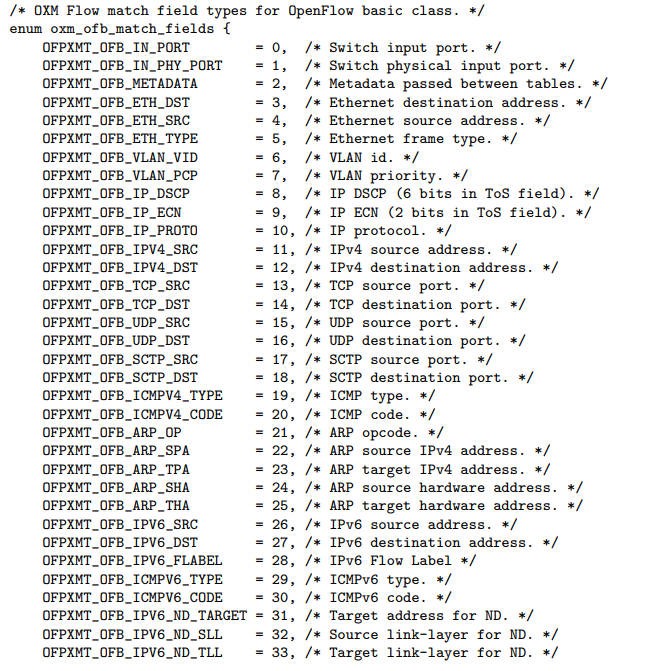 /* OXM Flow match field types for OpenFlow basic class. */
enum oxm_ofb_match_fields {
OFPXMT_OFB_IN_PORT = 0, /* Switch input port. */
OFPXMT_OFB_IN_PHY_PORT = 1, /* Switch physical input port. */
OFPXMT_OFB_METADATA = 2, /* Metadata passed between tables. */
OFPXMT_OFB_ETH_DST = 3, /* Ethernet destination address. */
OFPXMT_OFB_ETH_SRC = 4, /* Ethernet source address. */
OFPXMT_OFB_ETH_TYPE = 5, /* Ethernet frame type. */
OFPXMT_OFB_VLAN_VID = 6, /* VLAN id. */
OFPXMT_OFB_VLAN_PCP = 7, /* VLAN priority. */
OFPXMT_OFB_IP_DSCP = 8, /* IP DSCP (6 bits in ToS field). */
OFPXMT_OFB_IP_ECN = 9, /* IP ECN (2 bits in ToS field). */
OFPXMT_OFB_IP_PROTO = 10, /* IP protocol. */
OFPXMT_OFB_IPV4_SRC = 11, /* IPv4 source address. */
OFPXMT_OFB_IPV4_DST = 12, /* IPv4 destination address. */
OFPXMT_OFB_TCP_SRC = 13, /* TCP source port. */
OFPXMT_OFB_TCP_DST = 14, /* TCP destination port. */
OFPXMT_OFB_UDP_SRC = 15, /* UDP source port. */
OFPXMT_OFB_UDP_DST = 16, /* UDP destination port. */
OFPXMT_OFB_SCTP_SRC = 17, /* SCTP source port. */
OFPXMT_OFB_SCTP_DST = 18, /* SCTP destination port. */
OFPXMT_OFB_ICMPV4_TYPE = 19, /* ICMP type. */
OFPXMT_OFB_ICMPV4_CODE = 20, /* ICMP code. */
OFPXMT_OFB_ARP_OP = 21, /* ARP opcode. */
OFPXMT_OFB_ARP_SPA = 22, /* ARP source IPv4 address. */
OFPXMT_OFB_ARP_TPA = 23, /* ARP target IPv4 address. */
OFPXMT_OFB_ARP_SHA = 24, /* ARP source hardware address. */
OFPXMT_OFB_ARP_THA = 25, /* ARP target hardware address. */
OFPXMT_OFB_IPV6_SRC = 26, /* IPv6 source address. */
OFPXMT_OFB_IPV6_DST = 27, /* IPv6 destination address. */
OFPXMT_OFB_IPV6_FLABEL = 28, /* IPv6 Flow Label */
OFPXMT_OFB_ICMPV6_TYPE = 29, /* ICMPv6 type. */
OFPXMT_OFB_ICMPV6_CODE = 30, /* ICMPv6 code. */
OFPXMT_OFB_IPV6_ND_TARGET = 31, /* Target address for ND. */
OFPXMT_OFB_IPV6_ND_SLL = 32, /* Source link-layer for ND. */
OFPXMT_OFB_IPV6_ND_TLL = 33, /* Target link-layer for ND. */